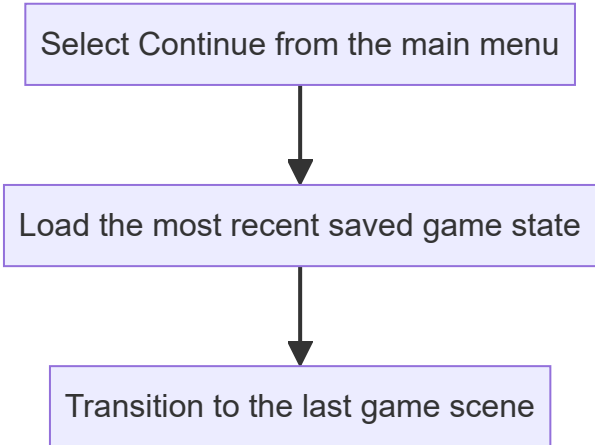 Select Continue from the main menu
Load the most recent saved game state
Transition to the last game scene